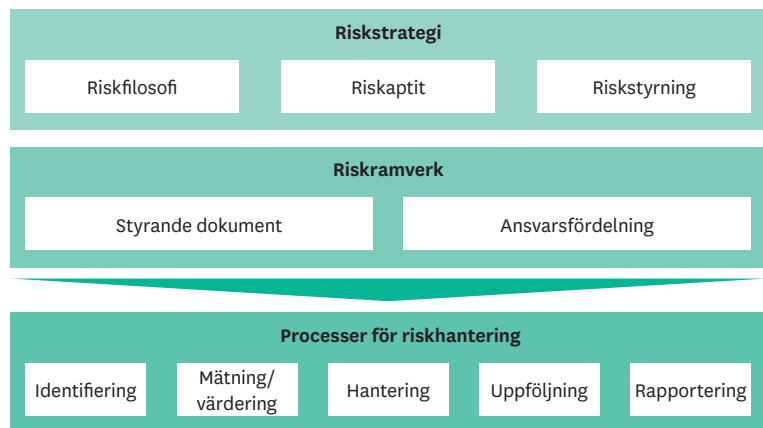 Riskstrategi
Riskfilosofi
Riskaptit
Riskstyrning
Riskramverk
Styrande dokument
Ansvarsfördelning
Processer för riskhantering
Identifiering
Mätning/
värdering
Hantering
Uppföljning
Rapportering